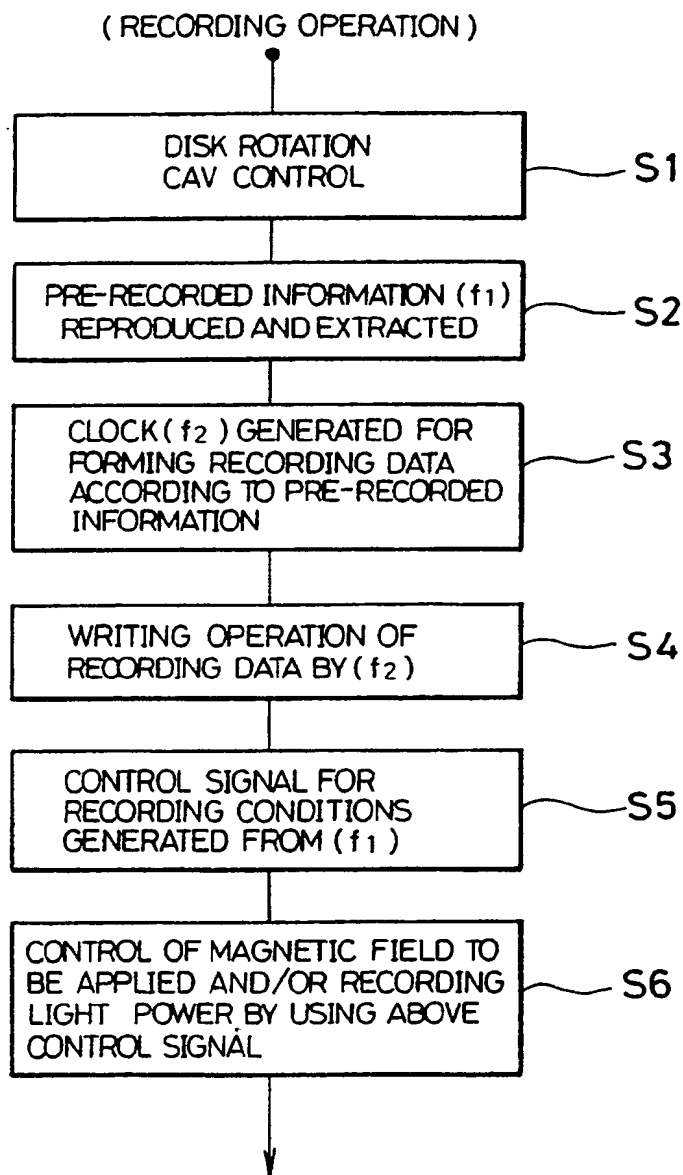 (RECORDING OPERATION)
DISK ROTATION
CAV CONTROL
S1
PRE-RECORDED INFORMATION (f1)
REPRODUCED AND EXTRACTED
S2
CLOCK (f2) GENERATED FOR
FORMING RECORDING DATA
ACCORDING TO PRE-RECORDED
INFORMATION
S3
WRITING OPERATION OF
RECORDING DATA BY (f2)
S4
CONTROL SIGNAL FOR
RECORDING CONDITIONS
GENERATED FROM (f1)
S5
CONTROL OF MAGNETIC FIELD TO
BE APPLIED AND/OR RECORDING
LIGHT POWER BY USING ABOVE
CONTROL SIGNAL
S6